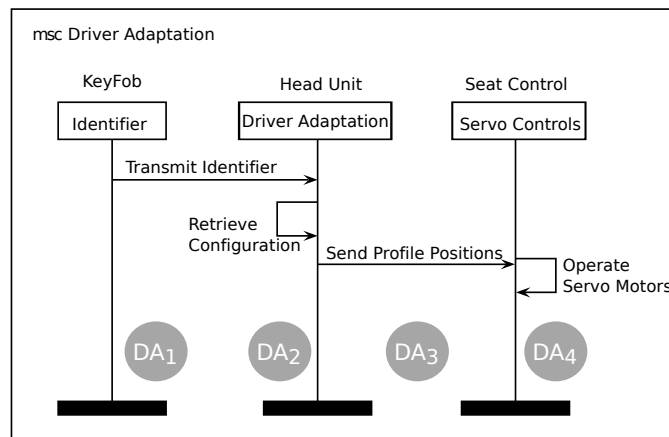 msc Driver Adaptation
KeyFob
Head Unit
Seat Control
Identifier
Driver Adaptation
Servo Controls
Transmit Identifier
Retrieve
Configuration
Send Profile Positions
Operate
Servo Motors
DA1
DA2
DA3
DA4